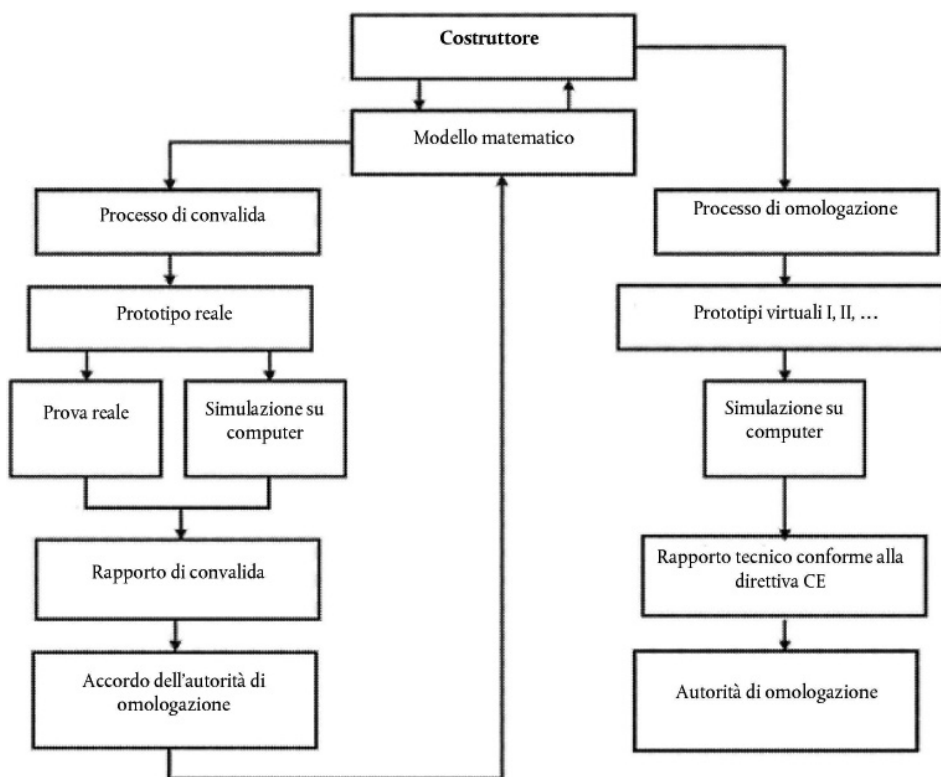 Costruttore
Modello matematico
Processo di convalida
Processo di omologazione
Prototipo reale
Prototipi virtuali I, II, …
Prova reale
Simulazione su
computer
Simulazione su
computer
Rapporto di convalida
Rapporto tecnico conforme alla
direttiva CE
Accordo dell'autorità di
omologazione
Autorità di omologazione